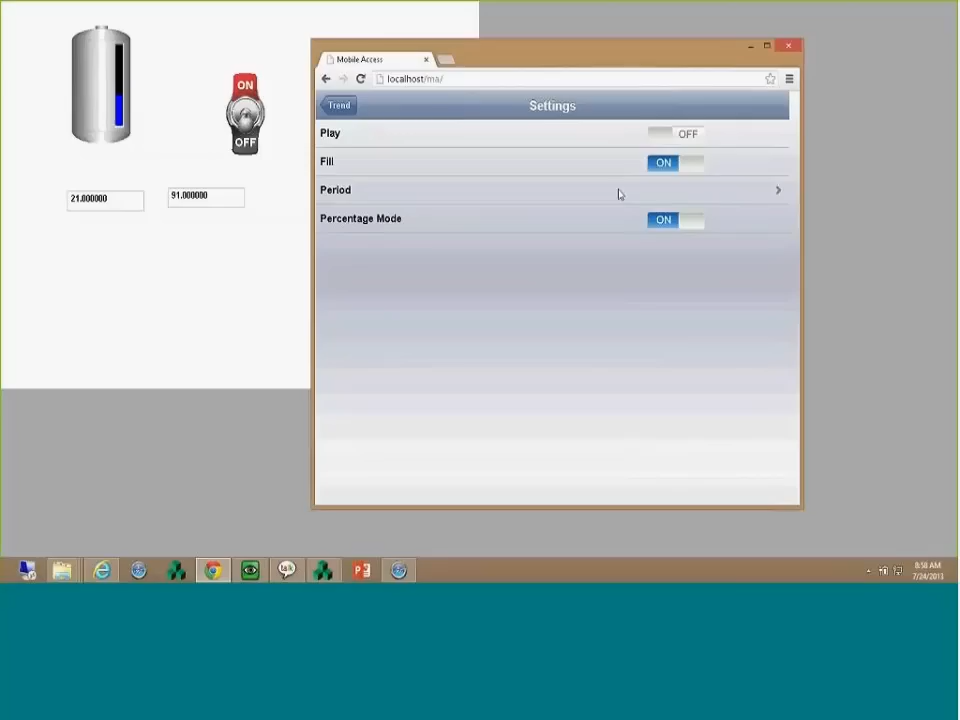 ON
OFF
21.000000
91.000000
Mobile Access
localhost/ma/
Trend
Settings
Play
OFF
Fill
ON
Period
Percentage Mode
ON
talk
P
8:58 AM
7/24/2013